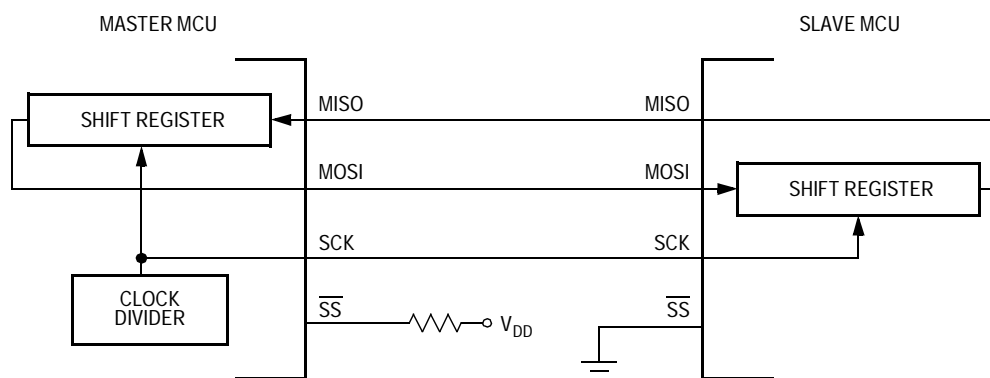 MASTER MCU
SLAVE MCU
MISO
MISO
SHIFT REGISTER
MOSI
MOSI
SHIFT REGISTER
SCK
SCK
CLOCK
DIVIDER
SS
VDD
SS